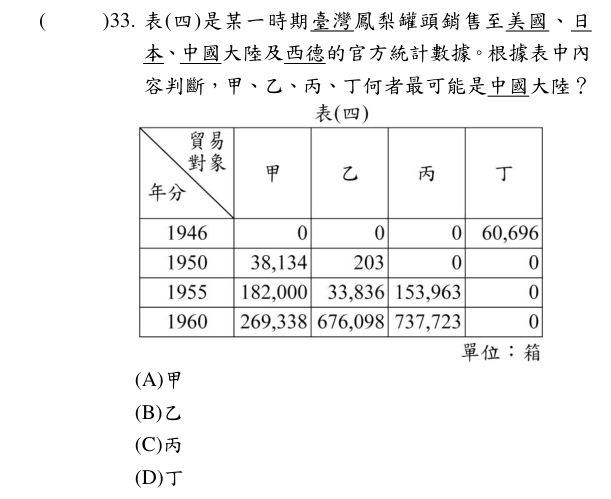 (　　)33. 表(四)是某一時期臺灣鳳梨罐頭銷售至美國、日
本、中國大陸及西德的官方統計數據。根據表中內
容判斷，甲、乙、丙、丁何者最可能是中國大陸？
表(四)
貿易對象 年分 甲 乙 丙 丁
1946 0 0 0 60,696
1950 38,134 203 0 0
1955 182,000 33,836 153,963 0
1960 269,338 676,098 737,723 0
單位：箱
(A)甲
(B)乙
(C)丙
(D)丁